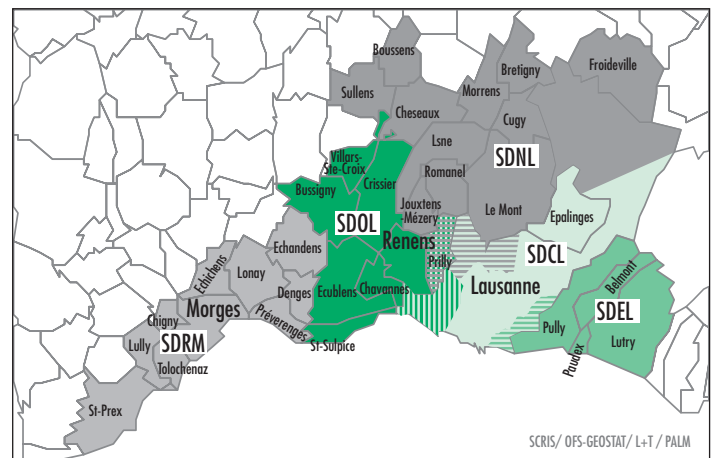 Boussens
Bretigny
Froideville
Sullens
Morrens
Cheseaux
Cugy
Lsne
SDNL
Villars-
Ste-Croix
Romanel
Crissier
Bussigny
Jouxtens
-Mézery
Le Mont
Epalinges
SDOL
Renens
Echandens
SDCL
Prilly
Echichens
Lonay
Lausanne
Belmont
Denges
Ecublens
Chavannes
Morges
SDEL
Préverenges
Chigny
Pully
SDRM
Lully
St-Sulpice
Lutry
Paudex
Tolochenaz
St-Prex
SCRIS/ OFS-GEOSTAT/ L+T / PALM